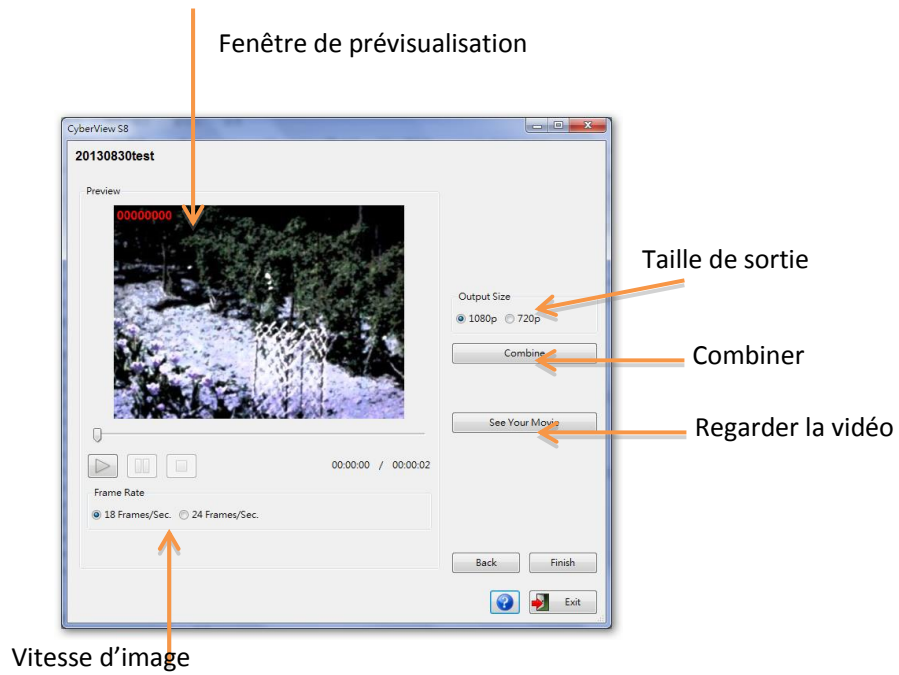 Fenêtre de prévisualisation
CyberView S8
20130830test
Preview
00000000
Taille de sortie
Output Size
1080p 720p
Combine
Combiner
See Your Movie
Regarder la vidéo
00:00:00 / 00:00:02
Frame Rate
18 Frames/Sec. 24 Frames/Sec.
Back Finish
? Exit
Vitesse d’image